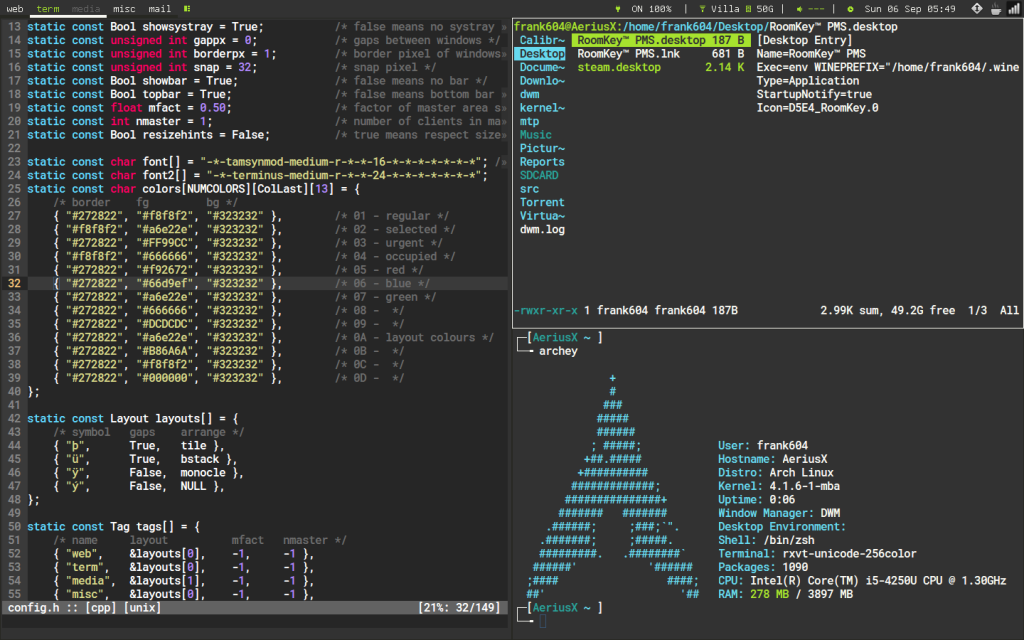 web term media misc mail
ON 100% | Villa 50G | --- | Sun 06 Sep 05:49
13 static const Bool showsystray = True; /* false means no systray
14 static const unsigned int gappx = 0; /* gaps between windows */
15 static const unsigned int borderpx = 1; /* border pixel of windows
16 static const unsigned int snap = 32; /* snap pixel */
17 static const Bool showbar = True; /* false means no bar */
18 static const Bool topbar = True; /* false means bottom bar
19 static const float mfact = 0.50; /* factor of master area s
20 static const int nmaster = 1; /* number of clients in ma
21 static const Bool resizehints = False; /* true means respect size
22
23 static const char font[] = "-*-tamsynmod-medium-r-*-*-16-*-*-*-*-*-*-*"; /*
24 static const char font2[] = "-*-terminus-medium-r-*-*-24-*-*-*-*-*-*-*";
25 static const char colors[NUMCOLORS][ColLast][13] = {
26 /* border fg bg */
27 { "#272822", "#f8f8f2", "#323232" }, /* 01 - regular */
28 { "#f8f8f2", "#a6e22e", "#323232" }, /* 02 - selected */
29 { "#272822", "#FF99CC", "#323232" }, /* 03 - urgent */
30 { "#f8f8f2", "#666666", "#323232" }, /* 04 - occupied */
31 { "#272822", "#f92672", "#323232" }, /* 05 - red */
32 { "#272822", "#66d9ef", "#323232" }, /* 06 - blue */
33 { "#272822", "#a6e22e", "#323232" }, /* 07 - green */
34 { "#272822", "#666666", "#323232" }, /* 08 - */
35 { "#272822", "#DCDCDC", "#323232" }, /* 09 - */
36 { "#272822", "#a6e22e", "#323232" }, /* 0A - layout colours */
37 { "#272822", "#B86A6A", "#323232" }, /* 0B - */
38 { "#272822", "#f8f8f2", "#323232" }, /* 0C - */
39 { "#272822", "#000000", "#323232" }, /* 0D - */
40 };
41
42 static const Layout layouts[] = {
43 /* symbol gaps arrange */
44 { "þ", True, tile },
45 { "ü", True, bstack },
46 { "ÿ", False, monocle },
47 { "ý", False, NULL },
48 };
49
50 static const Tag tags[] = {
51 /* name layout mfact nmaster */
52 { "web", &layouts[0], -1, -1 },
53 { "term", &layouts[0], -1, -1 },
54 { "media", &layouts[1], -1, -1 },
55 { "misc", &layouts[0], -1, -1 },
config.h :: [cpp] [unix] [21%: 32/149]
frank604@AeriusX:/home/frank604/Desktop/RoomKey™ PMS.desktop
Calibr~ RoomKey™ PMS.desktop 187 B [Desktop Entry]
Desktop RoomKey™ PMS.lnk 681 B Name=RoomKey™ PMS
Docume~ steam.desktop 2.14 K Exec=env WINEPREFIX="/home/frank604/.wine
Downlo~ Type=Application
dwm StartupNotify=true
kernel~ Icon=D5E4_RoomKey.0
mtp
Music
Pictur~
Reports
SDCARD
src
Torrent
Virtua~
dwm.log
-rwxr-xr-x 1 frank604 frank604 187B 2.99K sum, 49.2G free 1/3 All
[AeriusX ~ ]
archey
+
#
###
#####
######
; #####;
+##.#####
+##########
#############;
###############+
####### #######
.######; ;###;`".
.#######; ;#####.
#########. .########`
######' '######
;#### ####;
##' '##
User: frank604
Hostname: AeriusX
Distro: Arch Linux
Kernel: 4.1.6-1-mba
Uptime: 0:06
Window Manager: DWM
Desktop Environment:
Shell: /bin/zsh
Terminal: rxvt-unicode-256color
Packages: 1090
CPU: Intel(R) Core(TM) i5-4250U CPU @ 1.30GHz
RAM: 278 MB / 3897 MB
[AeriusX ~ ]